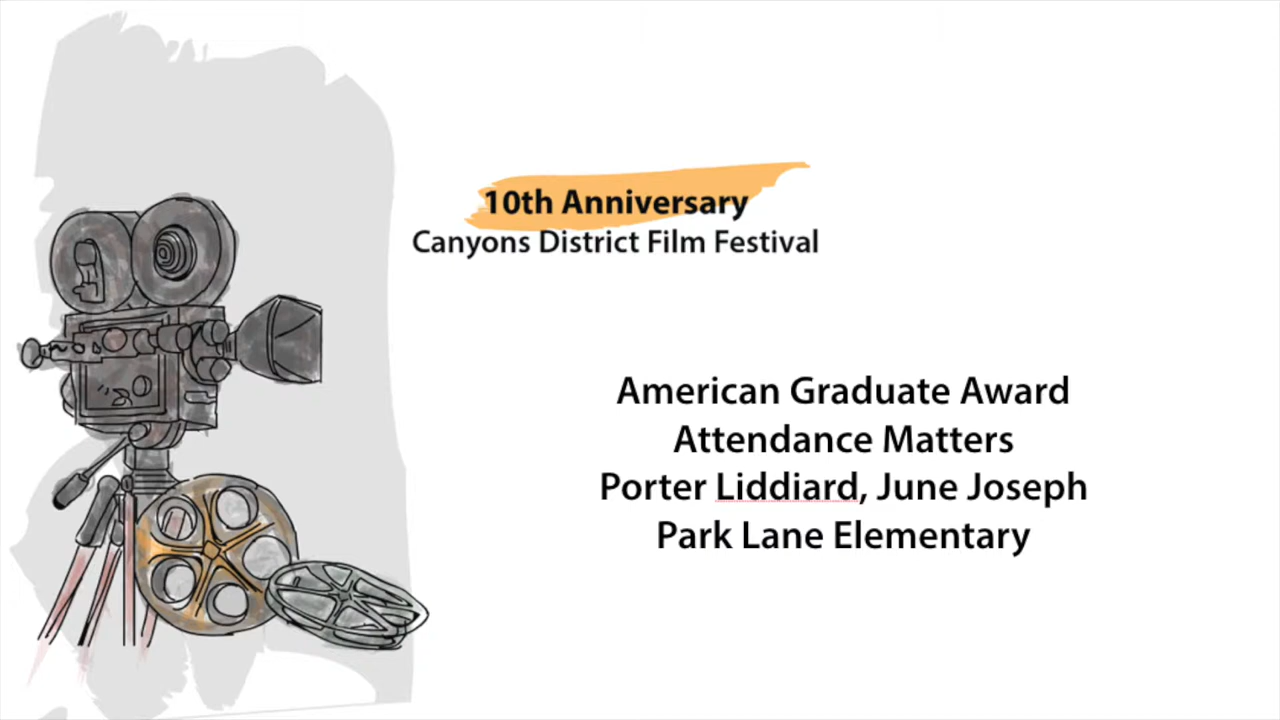 10th Anniversary
Canyons District Film Festival
American Graduate Award
Attendance Matters
Porter Liddiard, June Joseph
Park Lane Elementary